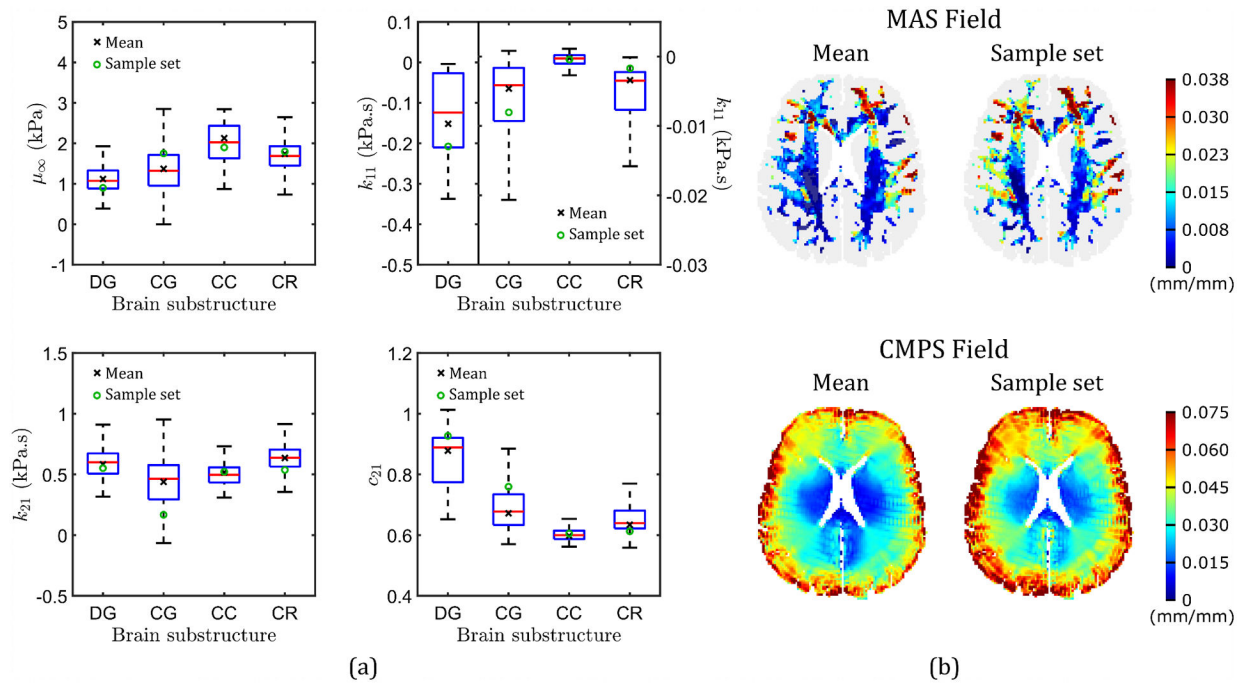 5
4
3
2
1
0
-1
μ∞ (kPa)
× Mean
○ Sample set
DG CG CC CR
Brain substructure
0.1
0
-0.1
-0.2
-0.3
-0.4
-0.5
k₁₁ (kPa.s)
× Mean
○ Sample set
0
-0.01
-0.02
-0.03
k₁₁ (kPa.s)
DG CG CC CR
Brain substructure
1.5
1
0.5
0
-0.5
k₂₁ (kPa.s)
× Mean
○ Sample set
DG CG CC CR
Brain substructure
1.2
1
0.8
0.6
0.4
c₂₁
× Mean
○ Sample set
DG CG CC CR
Brain substructure
(a)
MAS Field
Mean Sample set
0.038
0.030
0.023
0.015
0.008
0
(mm/mm)
CMPS Field
Mean Sample set
0.075
0.060
0.045
0.030
0.015
0
(mm/mm)
(b)